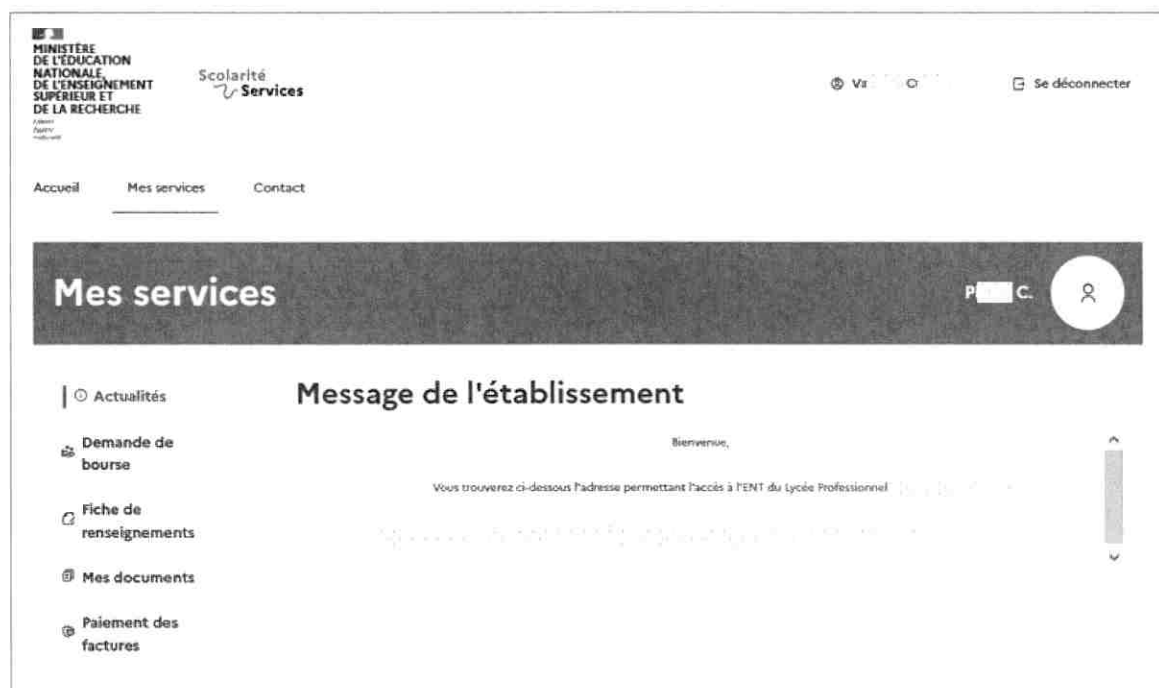 MINISTÈRE
DE L'ÉDUCATION
NATIONALE,
DE L'ENSEIGNEMENT
SUPÉRIEUR ET
DE LA RECHERCHE
Scolarité
Services
Se déconnecter
Accueil Mes services Contact
Mes services
C.
Actualités
Demande de
bourse
Fiche de
renseignements
Mes documents
Paiement des
factures
Message de l'établissement
Bienvenue,
Vous trouverez ci-dessous l'adresse permettant l'accès à l'ENT du Lycée Professionnel